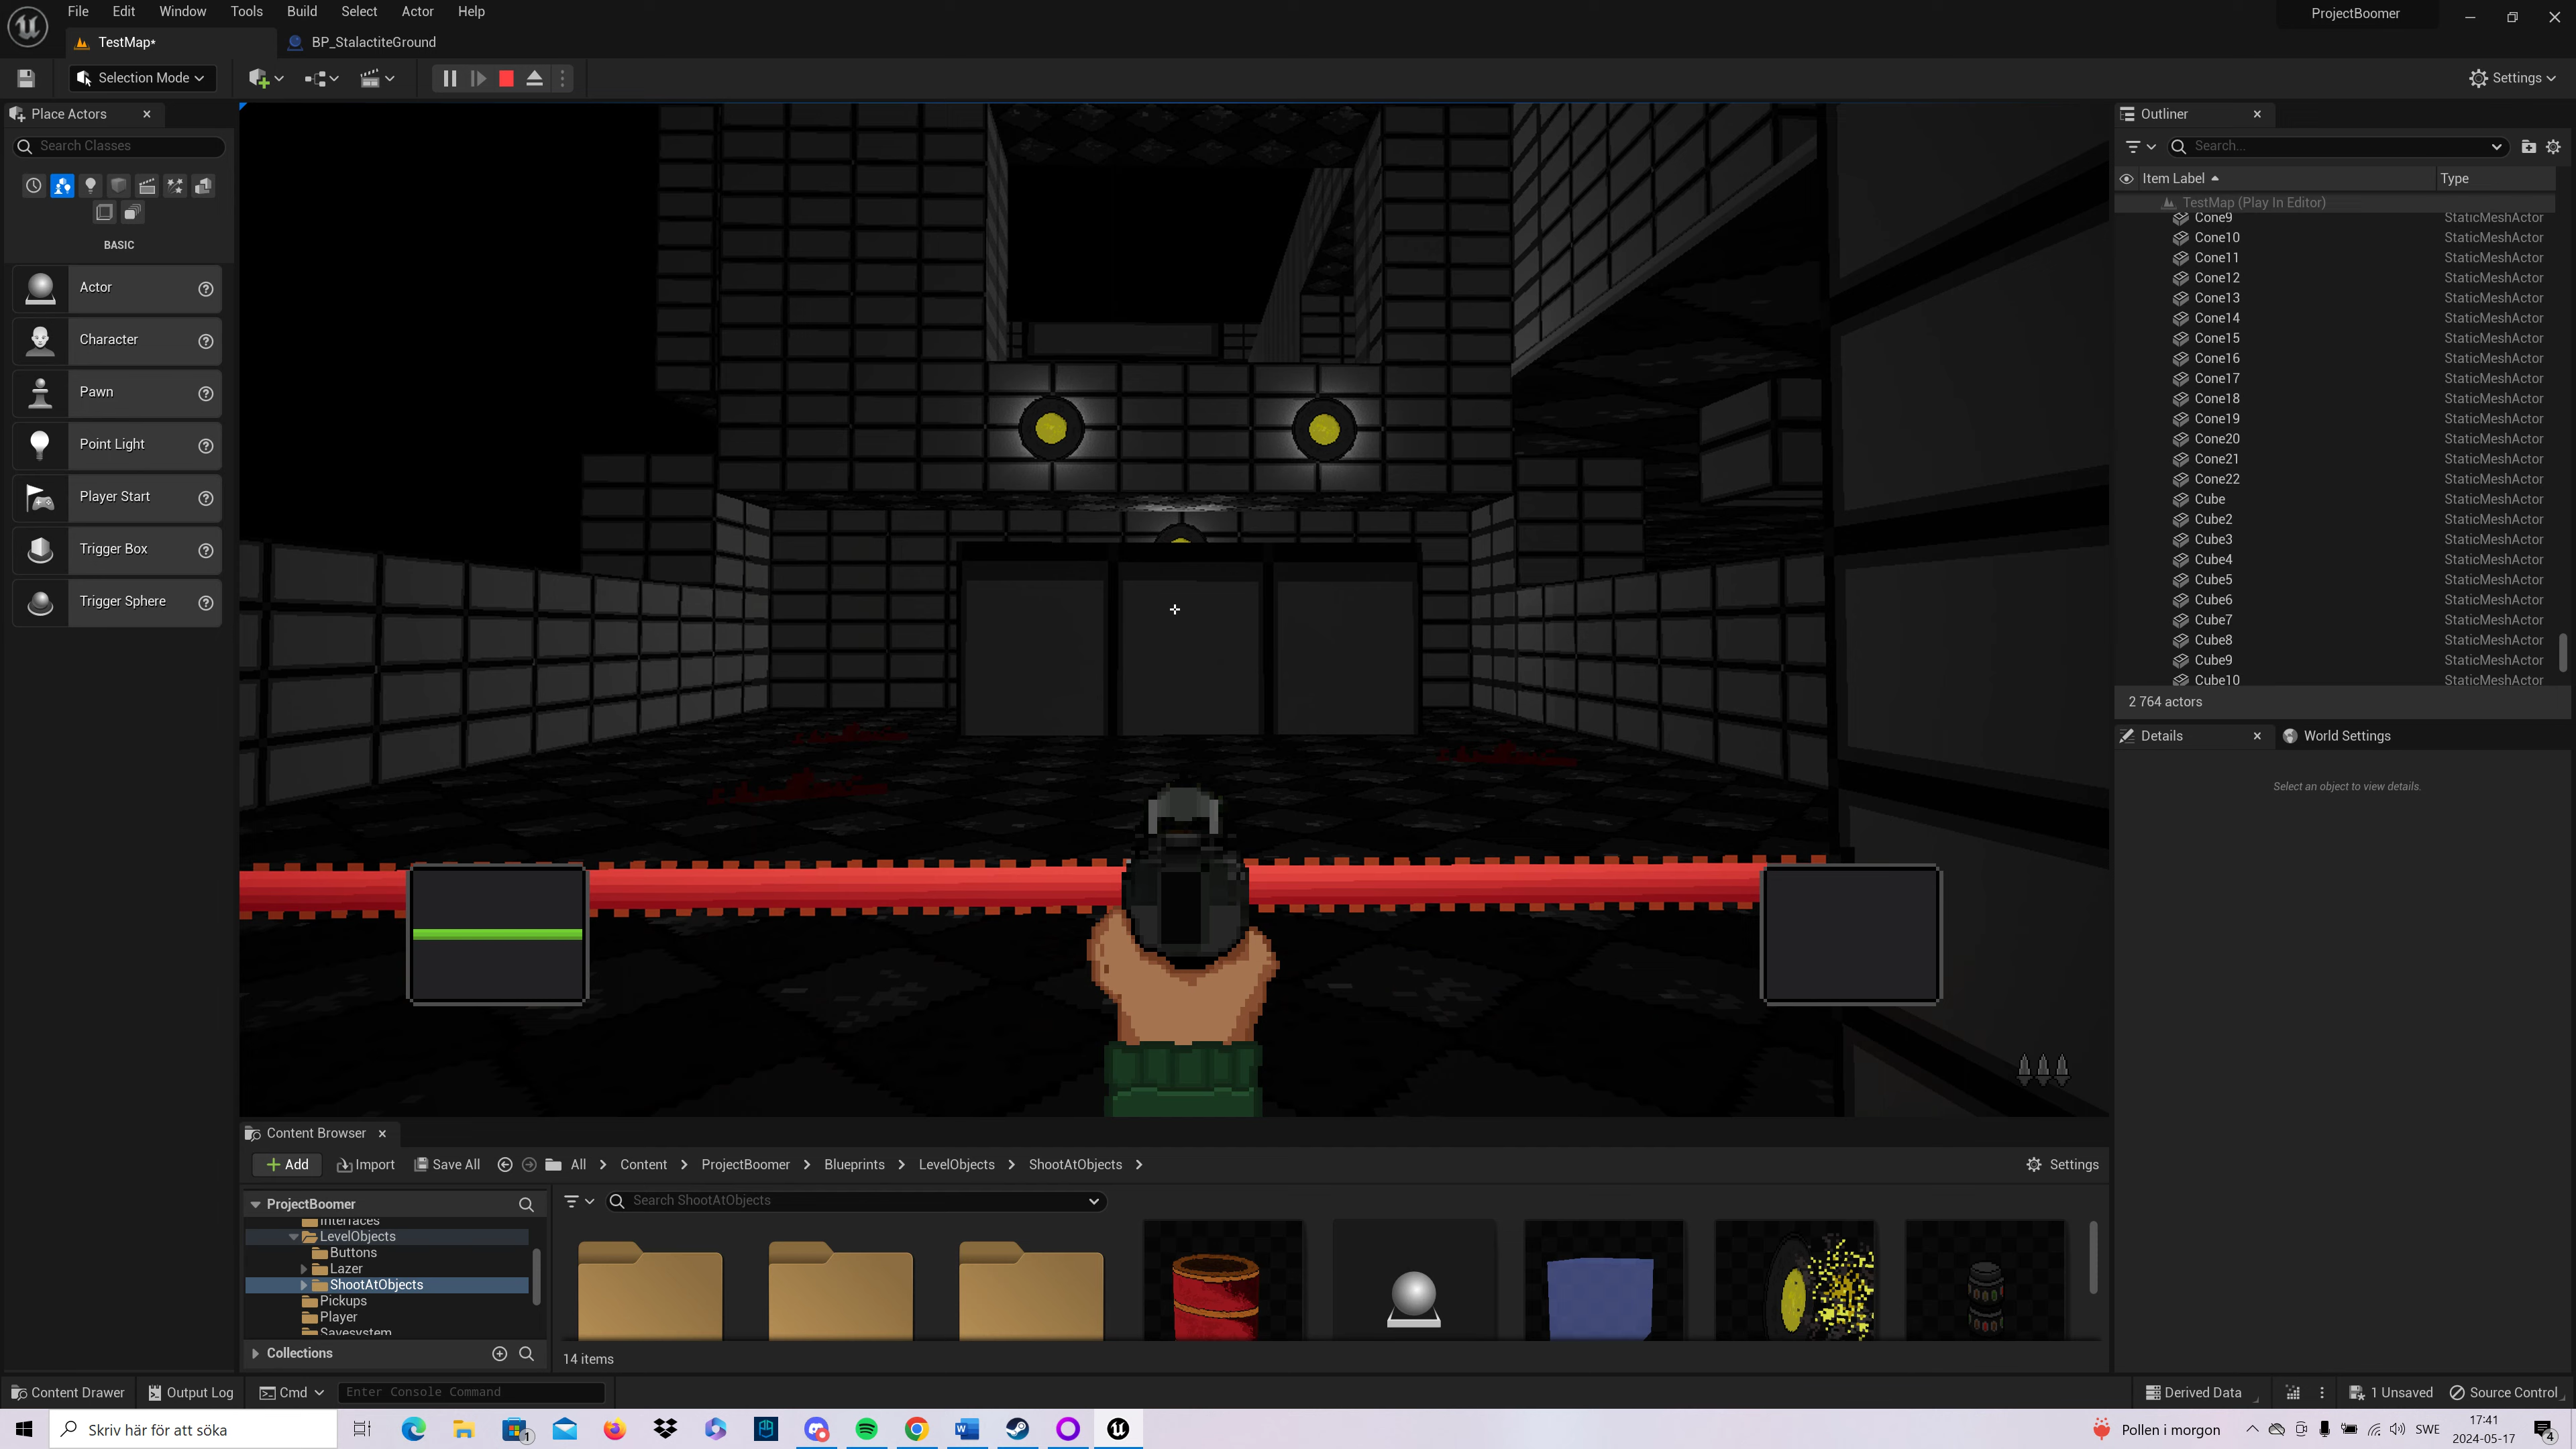 File Edit Window Tools Build Select Actor Help
ProjectBoomer
TestMap*
BP_StalactiteGround
Selection Mode
Settings
Place Actors
Search Classes
BASIC
Actor
Character
Pawn
Point Light
Player Start
Trigger Box
Trigger Sphere
Outliner
Search...
Item Label
Type
TestMap (Play In Editor)
Cone9 StaticMeshActor
Cone10 StaticMeshActor
Cone11 StaticMeshActor
Cone12 StaticMeshActor
Cone13 StaticMeshActor
Cone14 StaticMeshActor
Cone15 StaticMeshActor
Cone16 StaticMeshActor
Cone17 StaticMeshActor
Cone18 StaticMeshActor
Cone19 StaticMeshActor
Cone20 StaticMeshActor
Cone21 StaticMeshActor
Cone22 StaticMeshActor
Cube StaticMeshActor
Cube2 StaticMeshActor
Cube3 StaticMeshActor
Cube4 StaticMeshActor
Cube5 StaticMeshActor
Cube6 StaticMeshActor
Cube7 StaticMeshActor
Cube8 StaticMeshActor
Cube9 StaticMeshActor
Cube10 StaticMeshActor
2 764 actors
Details
World Settings
Select an object to view details.
Content Browser
Add Import Save All All Content ProjectBoomer Blueprints LevelObjects ShootAtObjects
Settings
ProjectBoomer
Search ShootAtObjects
Interfaces
LevelObjects
Buttons
Lazer
ShootAtObjects
Pickups
Player
Savesystem
Collections
14 items
Content Drawer Output Log Cmd Enter Console Command
Derived Data 1 Unsaved Source Control
Skriv här för att söka
1
Pollen i morgon
SWE
17:41
2024-05-17
4